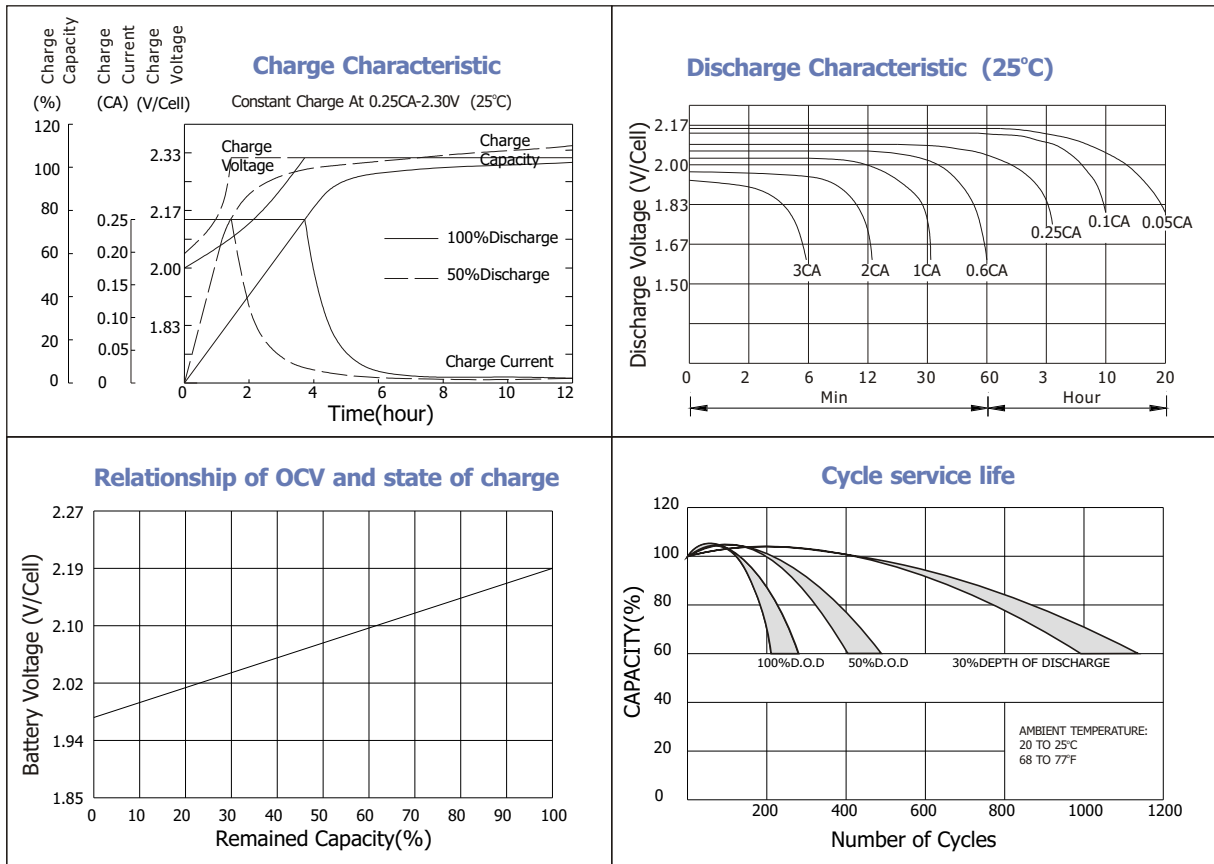 Charge
Capacity
Charge
Current
Charge
Voltage
(%)
(CA)
(V/Cell)
Charge Characteristic
Constant Charge At 0.25CA-2.30V (25°C)
120
100
80
60
40
20
0
0.25
0.20
0.15
0.10
0.05
0
2.33
2.17
2.00
1.83
Charge
Voltage
Charge
Capacity
100%Discharge
50%Discharge
Charge Current
0 2 4 6 8 10 12
Time(hour)
Discharge Characteristic (25°C)
Discharge Voltage (V/Cell)
2.17
2.00
1.83
1.67
1.50
3CA
2CA
1CA
0.6CA
0.25CA
0.1CA
0.05CA
0 2 6 12 30 60 3 10 20
Min
Hour
Relationship of OCV and state of charge
Battery Voltage (V/Cell)
2.27
2.19
2.10
2.02
1.94
1.85
0 10 20 30 40 50 60 70 80 90 100
Remained Capacity(%)
Cycle service life
CAPACITY(%)
120
100
80
60
40
20
0
100%D.O.D
50%D.O.D
30%DEPTH OF DISCHARGE
AMBIENT TEMPERATURE:
20 TO 25°C
68 TO 77°F
200 400 600 800 1000 1200
Number of Cycles